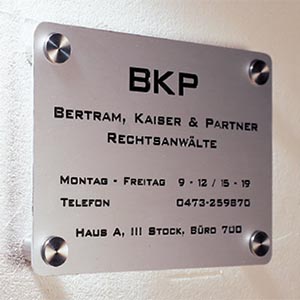 BKP
BERTRAM, KAISER & PARTNER
RECHTSANWÄLTE
MONTAG - FREITAG 9 - 12 / 15 - 19
TELEFON 0473-259870
HAUS A, III STOCK, BÜRO 700